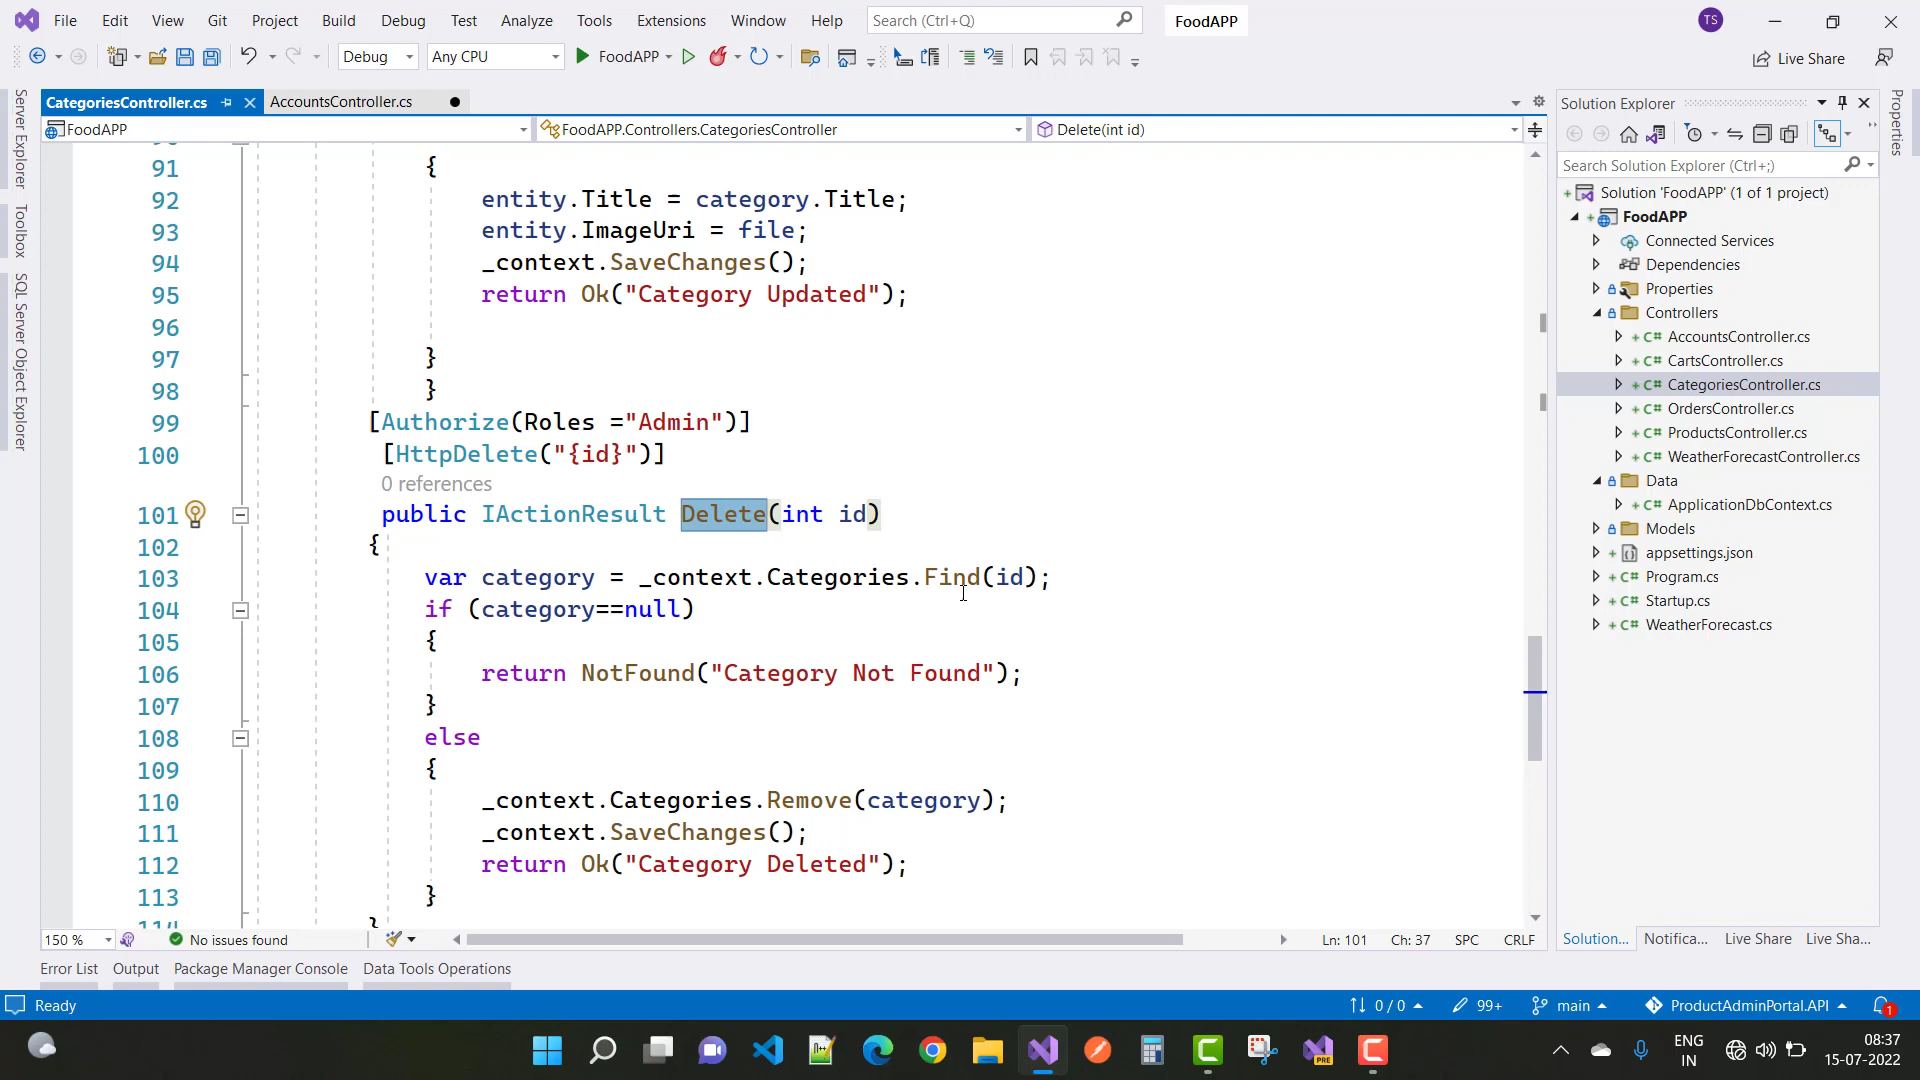 File Edit View Git Project Build Debug Test Analyze Tools Extensions Window Help Search (Ctrl+Q) FoodAPP TS
Debug Any CPU FoodAPP Live Share
CategoriesController.cs AccountsController.cs
FoodAPP FoodAPP.Controllers.CategoriesController Delete(int id)
91 {
92 entity.Title = category.Title;
93 entity.ImageUri = file;
94 _context.SaveChanges();
95 return Ok("Category Updated");
96
97 }
98 }
99 [Authorize(Roles ="Admin")]
100 [HttpDelete("{id}")]
0 references
101 public IActionResult Delete(int id)
102 {
103 var category = _context.Categories.Find(id);
104 if (category==null)
105 {
106 return NotFound("Category Not Found");
107 }
108 else
109 {
110 _context.Categories.Remove(category);
111 _context.SaveChanges();
112 return Ok("Category Deleted");
113 }
114 }
150 % No issues found Ln: 101 Ch: 37 SPC CRLF
Server Explorer
Toolbox
SQL Server Object Explorer
Solution Explorer
Search Solution Explorer (Ctrl+;)
Solution 'FoodAPP' (1 of 1 project)
FoodAPP
Connected Services
Dependencies
Properties
Controllers
C# AccountsController.cs
C# CartsController.cs
C# CategoriesController.cs
C# OrdersController.cs
C# ProductsController.cs
C# WeatherForecastController.cs
Data
C# ApplicationDbContext.cs
Models
appsettings.json
C# Program.cs
C# Startup.cs
C# WeatherForecast.cs
Solution... Notifica... Live Share Live Sha...
Properties
Error List Output Package Manager Console Data Tools Operations
Ready 0 / 0 99+ main ProductAdminPortal.API 1
PRE
ENG
IN
08:37
15-07-2022